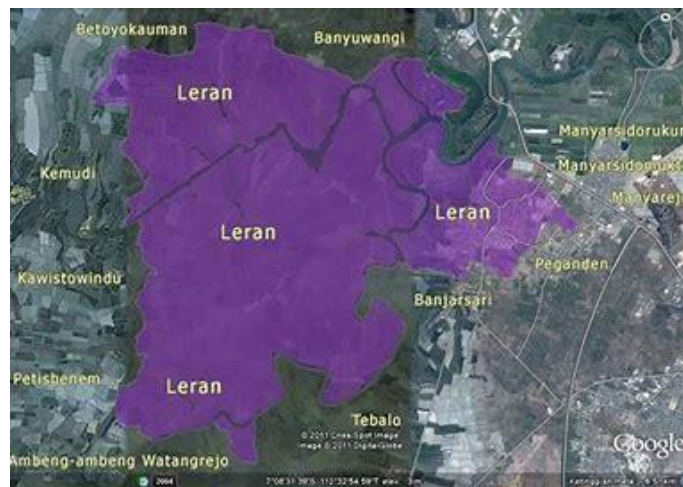 Betoyokauman
Banyuwangi
Leran
Manyarsidorukun
Manyarsidomukti
Kemudi
Manyarejo
Leran
Leran
Peganden
Kawistowindu
Banjarsari
Petisbenem
Leran
Tebalo
© 2011 Cnes/Spot Image
Image © 2011 DigitalGlobe
Google
Ambeng-ambeng Watangrejo
2004